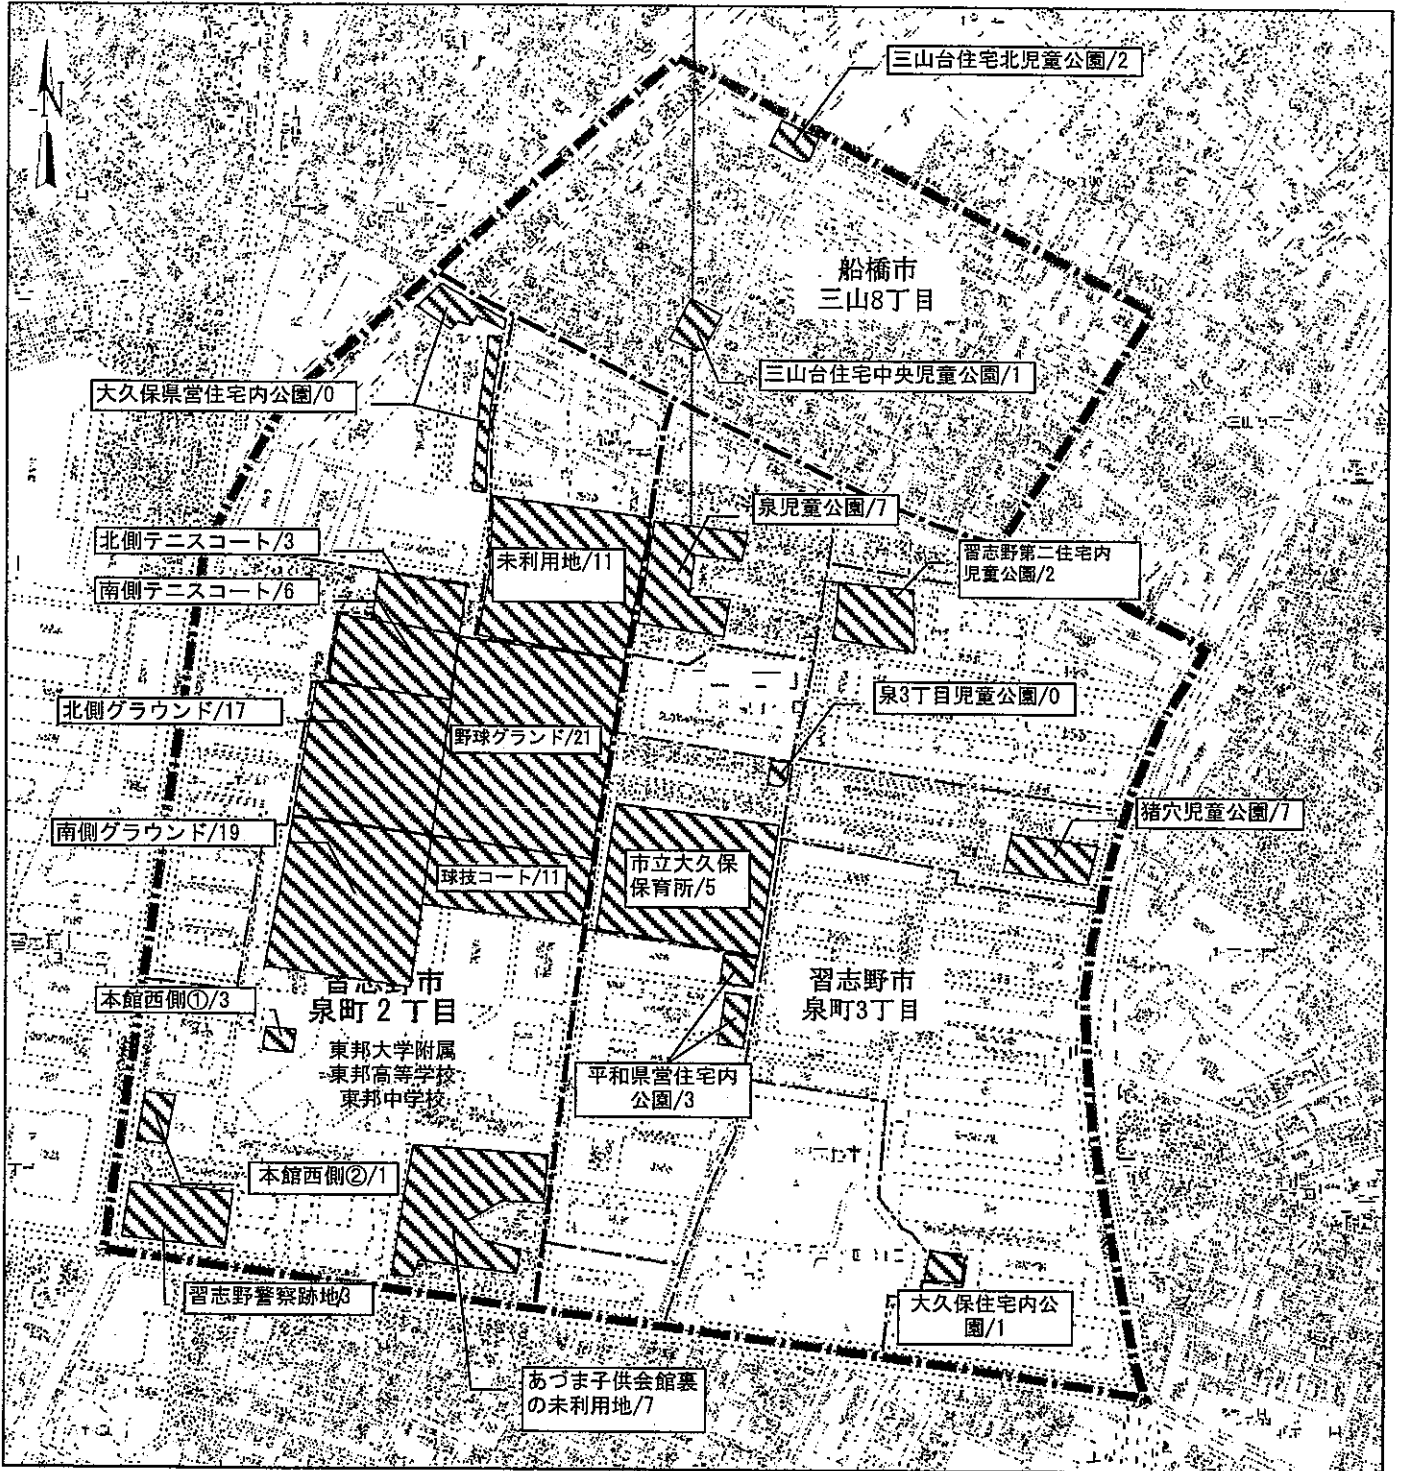 三山台住宅北児童公園/2
船橋市
三山8丁目
三山台住宅中央児童公園/1
大久保県営住宅内公園/0
泉児童公園/7
北側テニスコート/3
未利用地/11
習志野第二住宅内
児童公園/2
南側テニスコート/6
泉3丁目児童公園/0
北側グラウンド/17
野球グランド/21
猪穴児童公園/7
南側グラウンド/19
市立大久保
保育所/5
球技コート/11
習志野市
泉町2丁目
習志野市
泉町3丁目
本館西側①/3
東邦大学附属
東邦高等学校
東邦中学校
平和県営住宅内
公園/3
本館西側②/1
習志野警察跡地/3
大久保住宅内公
園/1
あづま子供会館裏
の未利用地/7